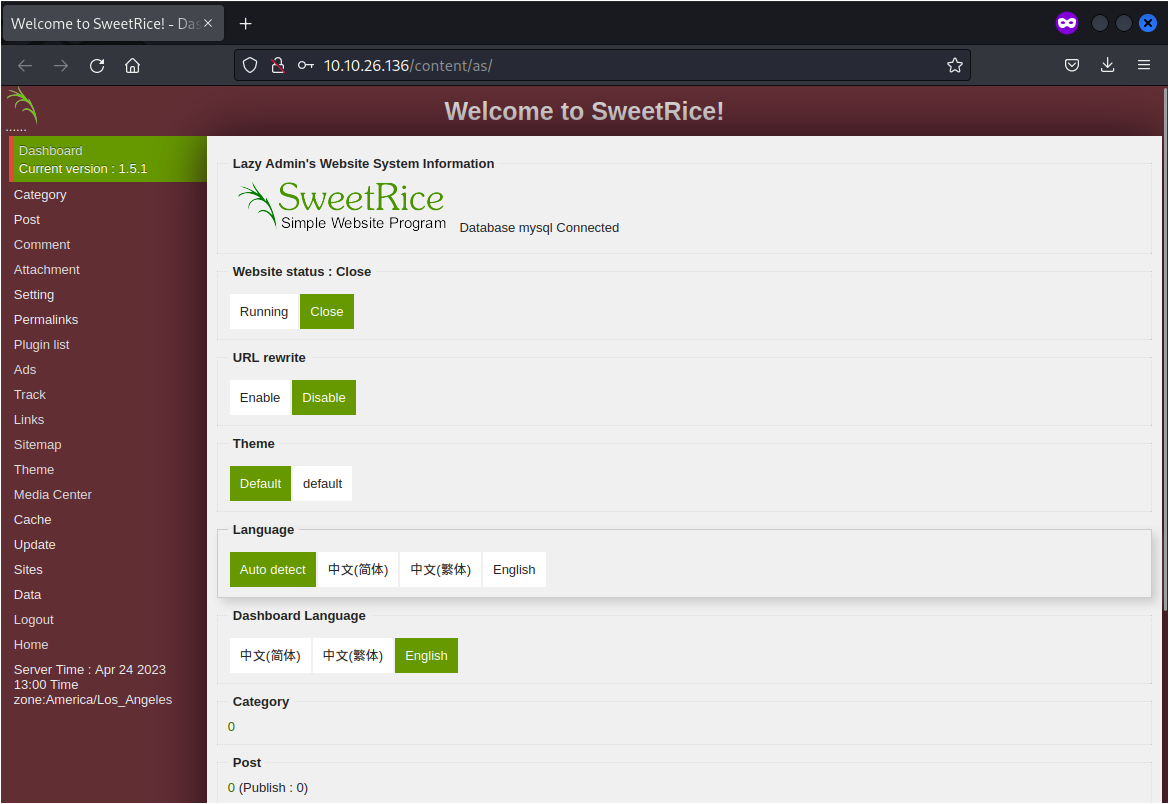 Welcome to SweetRice! - Das
10.10.26.136/content/as/
Welcome to SweetRice!
......
Dashboard
Current version : 1.5.1
Category
Post
Comment
Attachment
Setting
Permalinks
Plugin list
Ads
Track
Links
Sitemap
Theme
Media Center
Cache
Update
Sites
Data
Logout
Home
Server Time : Apr 24 2023
13:00 Time
zone:America/Los_Angeles
Lazy Admin's Website System Information
SweetRice
Simple Website Program
Database mysql Connected
Website status : Close
Running Close
URL rewrite
Enable Disable
Theme
Default default
Language
Auto detect 中文(简体) 中文(繁体) English
Dashboard Language
中文(简体) 中文(繁体) English
Category
0
Post
0 (Publish : 0)